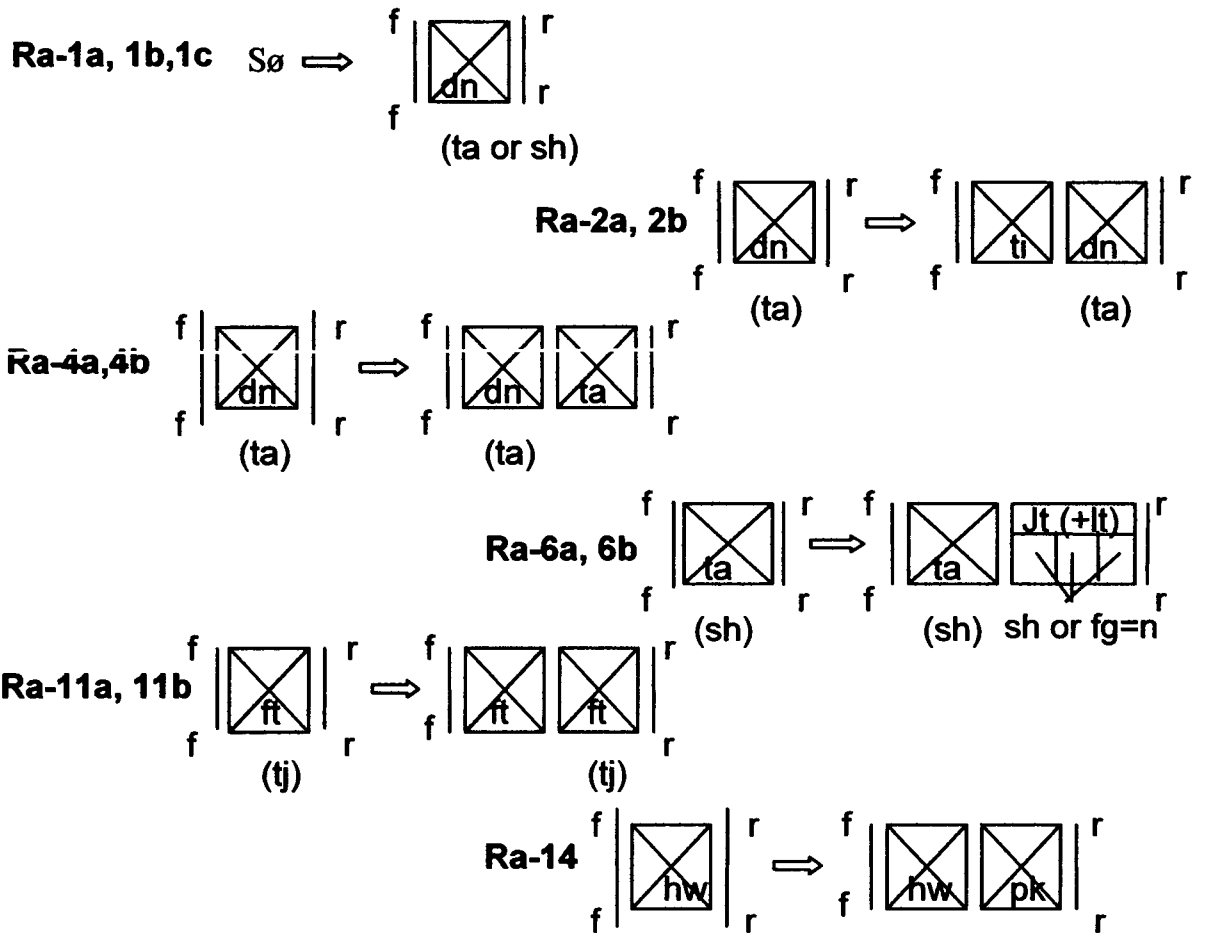 f r
Ra-1a, 1b,1c Sø ⇒ dn
f r
(ta or sh)
f r f r
Ra-2a, 2b dn ⇒ ti dn
f r f r
(ta) (ta)
f r f r
Ra-4a,4b dn ⇒ dn ta
f r f r
(ta) (ta)
f r f Jt (+It) r
Ra-6a, 6b ta ⇒ ta
f r f r
(sh) (sh) sh or fg=n
f r f r
Ra-11a, 11b ft ⇒ ft ft
f r f r
(tj) (tj)
f r f r
Ra-14 hw ⇒ hw pk
f r f r